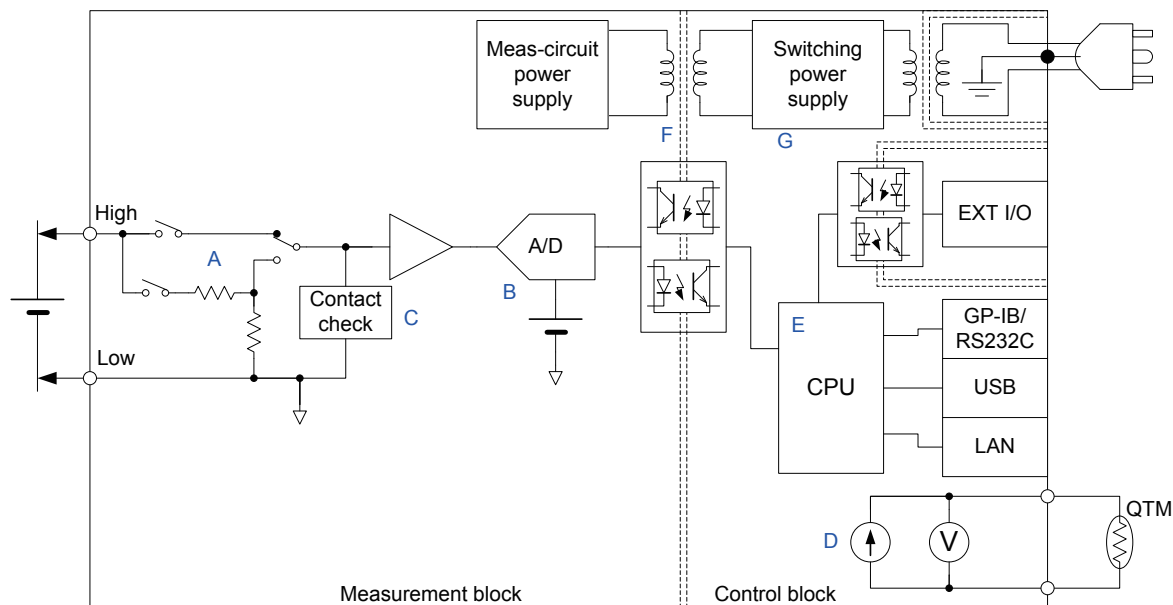 Meas-circuit
power
supply
Switching
power
supply
F
G
High
A
A/D
B
EXT I/O
Contact
check
C
Low
E
CPU
GP-IB/
RS232C
USB
LAN
D
V
QTM
Measurement block
Control block